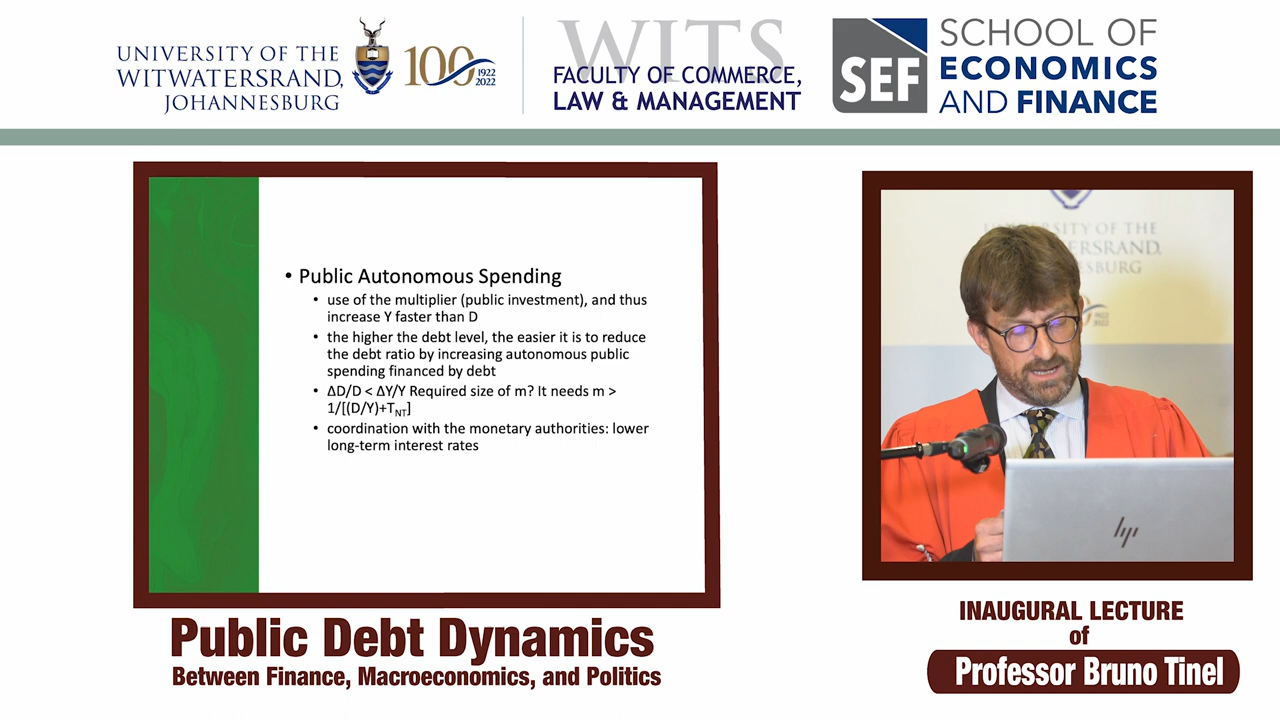 UNIVERSITY OF THE
WITWATERSRAND,
JOHANNESBURG
100 1922
2022
WITS
FACULTY OF COMMERCE,
LAW & MANAGEMENT
SEF
SCHOOL OF
ECONOMICS
AND FINANCE
• Public Autonomous Spending
• use of the multiplier (public investment), and thus
increase Y faster than D
• the higher the debt level, the easier it is to reduce
the debt ratio by increasing autonomous public
spending financed by debt
• ΔD/D < ΔY/Y Required size of m? It needs m >
1/[(D/Y)+T_NT]
• coordination with the monetary authorities: lower
long-term interest rates
OF THE
hp
Public Debt Dynamics
Between Finance, Macroeconomics, and Politics
INAUGURAL LECTURE
of
Professor Bruno Tinel